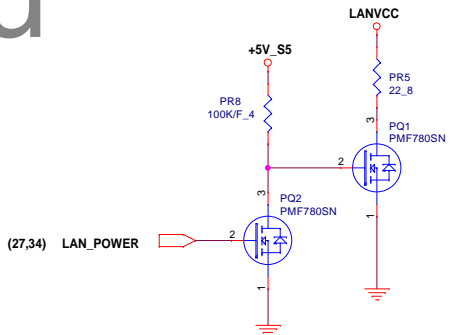 LANVCC
+5V_S5
PR5
22_8
PR8
100K/F_4
3
PQ1
PMF780SN
2
3
PQ2
PMF780SN
1
(27,34) LAN_POWER
2
1